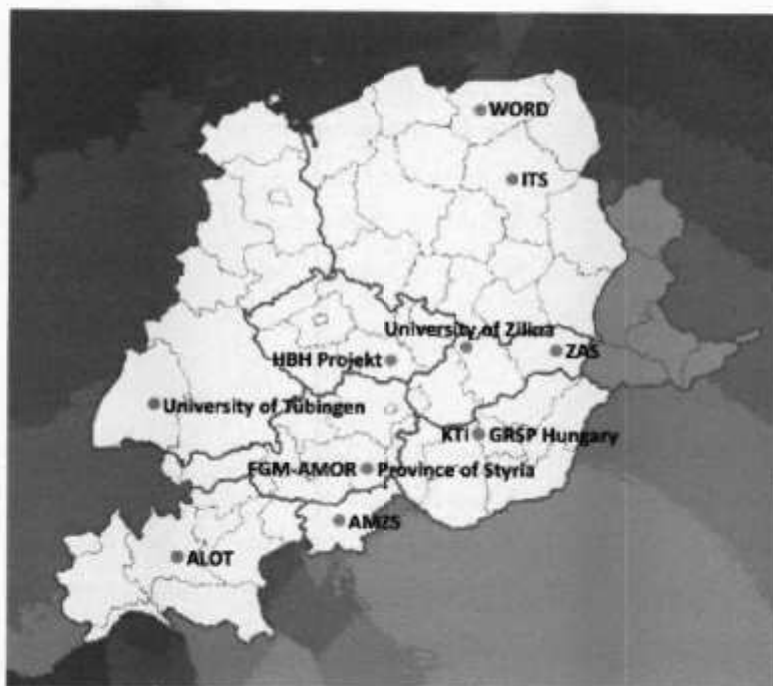 WORD
ITS
University of Zilina
HBH Projekt
ZAS
University of Tübingen
KTI
GRSP Hungary
FGM-AMOR
Province of Styria
AMZS
ALOT